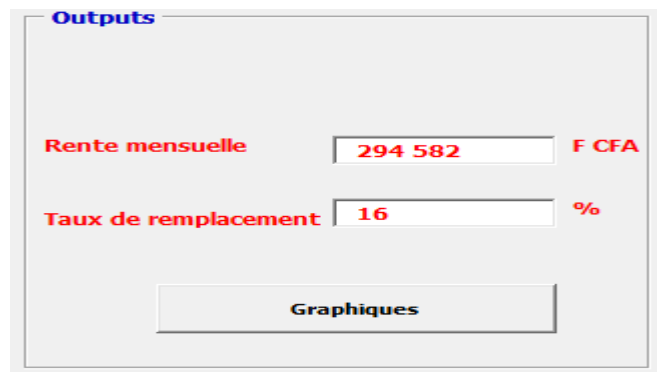 Outputs
Rente mensuelle 294 582 F CFA
Taux de remplacement 16 %
Graphiques